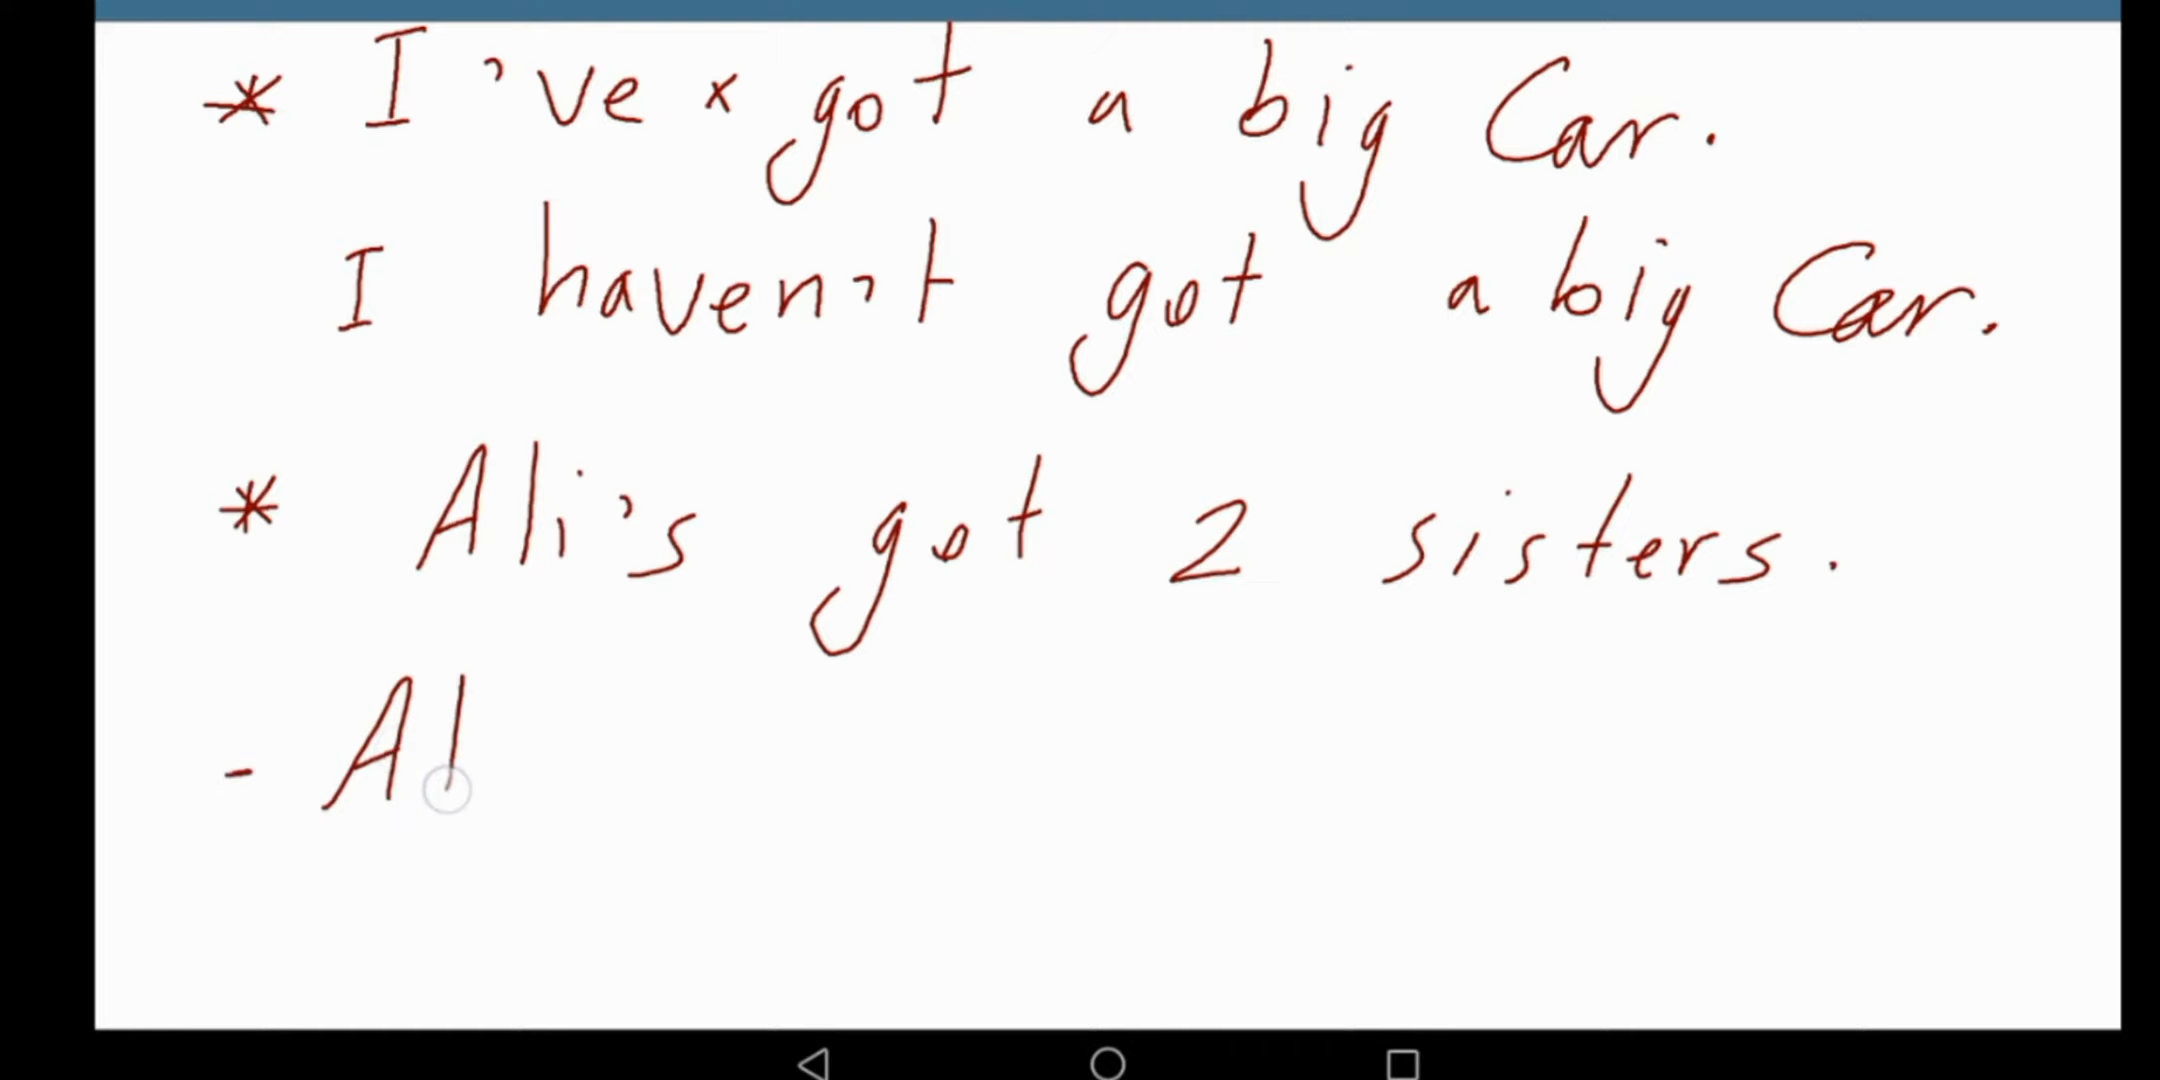 * I've x got a big Car.
I haven't got a big Car.
* Ali's got 2 sisters.
- Al